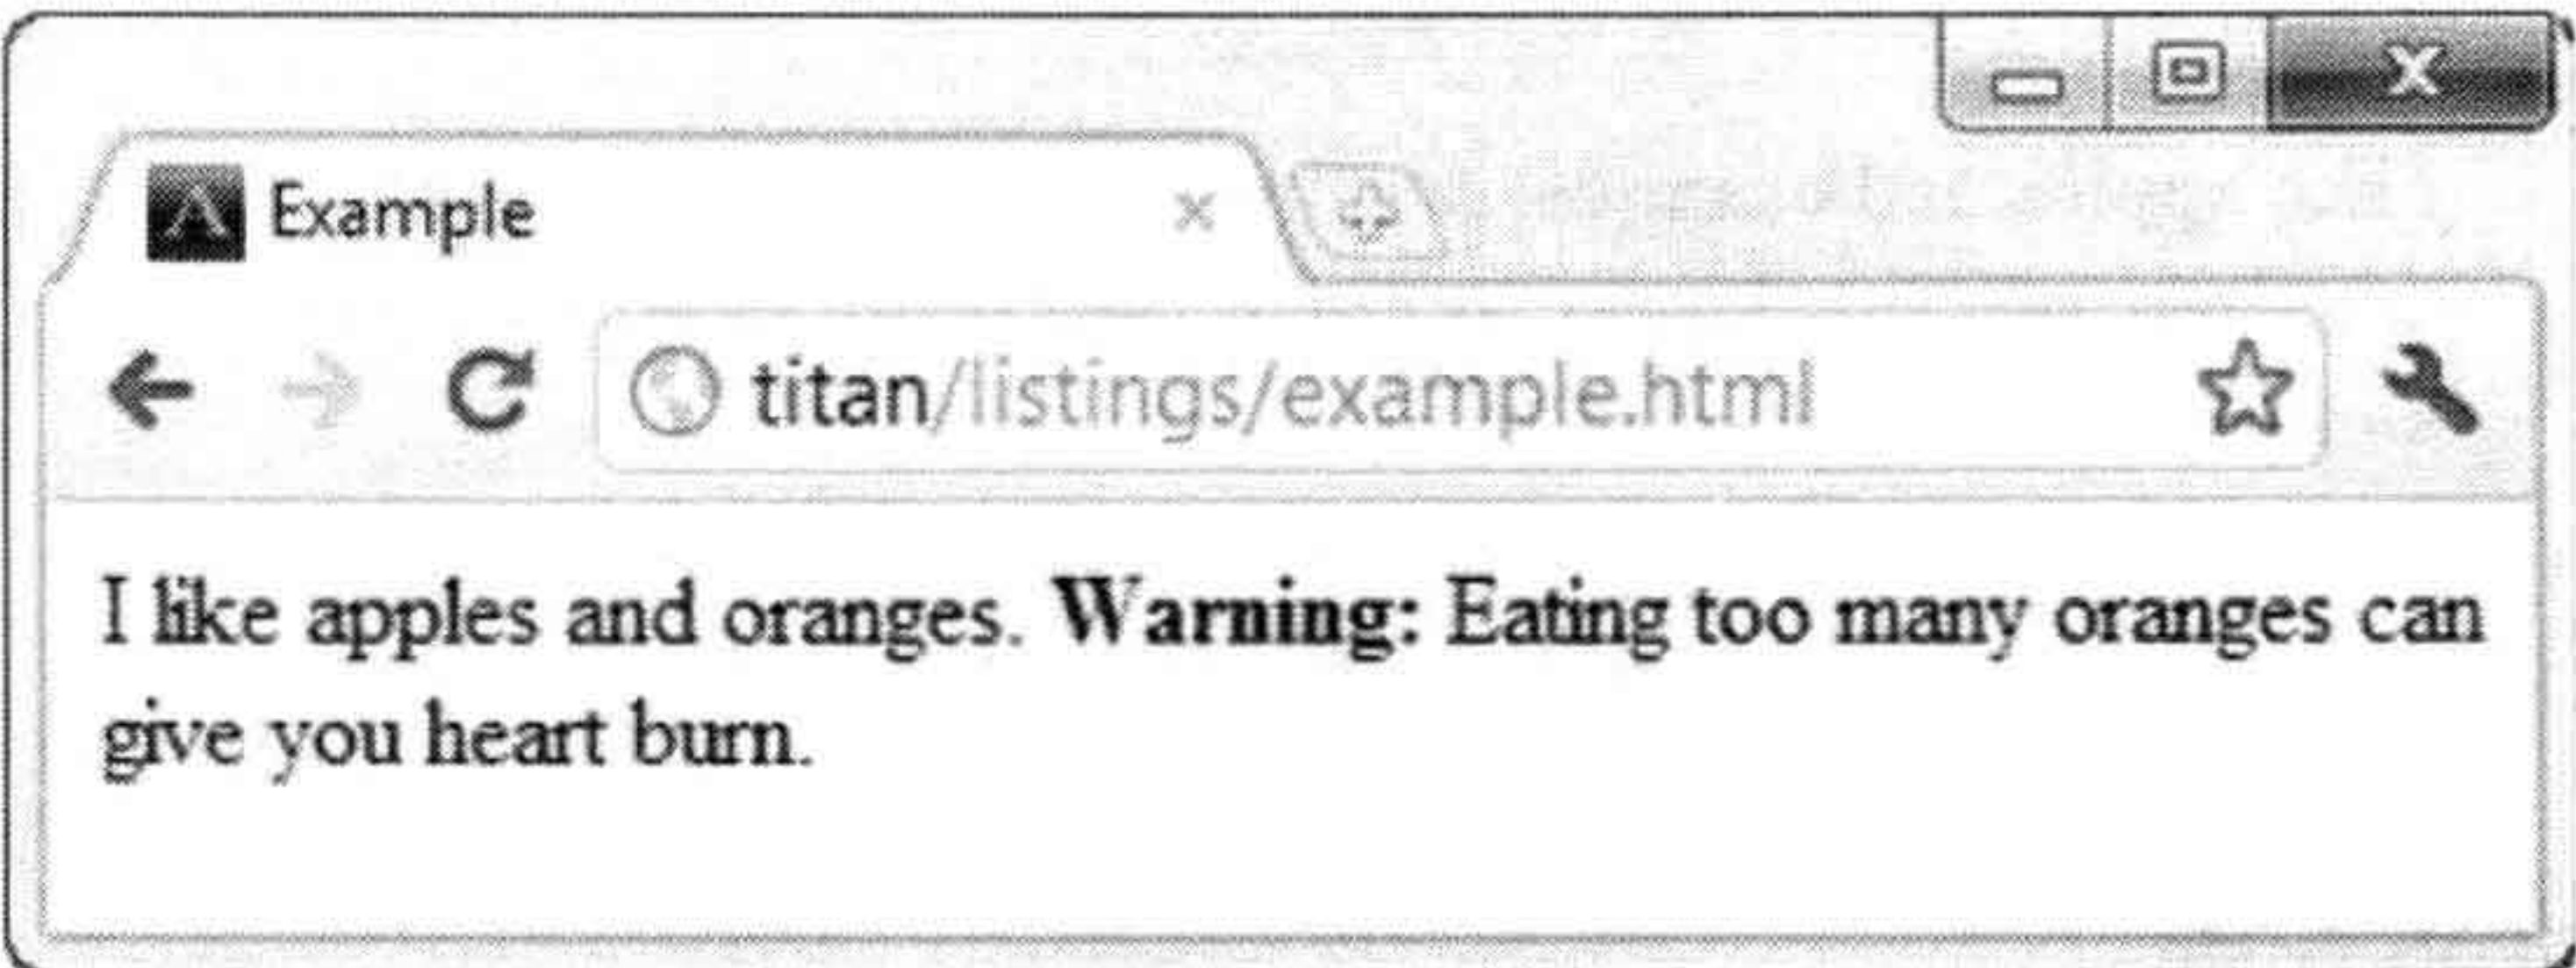 Example
titan/listings/example.html
I like apples and oranges. Warning: Eating too many oranges can
give you heart burn.